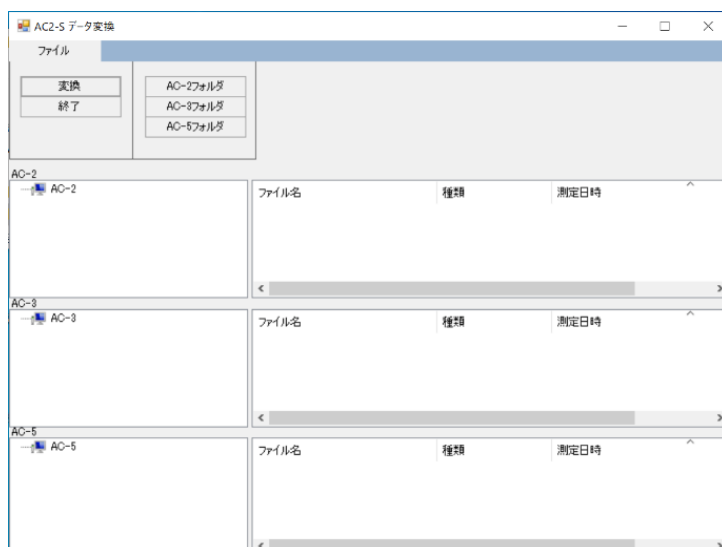 AC2-S データ変換
ファイル
変換
終了
AC-2フォルダ
AC-3フォルダ
AC-5フォルダ
AC-2
AC-2
ファイル名 種類 測定日時
AC-3
AC-3
ファイル名 種類 測定日時
AC-5
AC-5
ファイル名 種類 測定日時